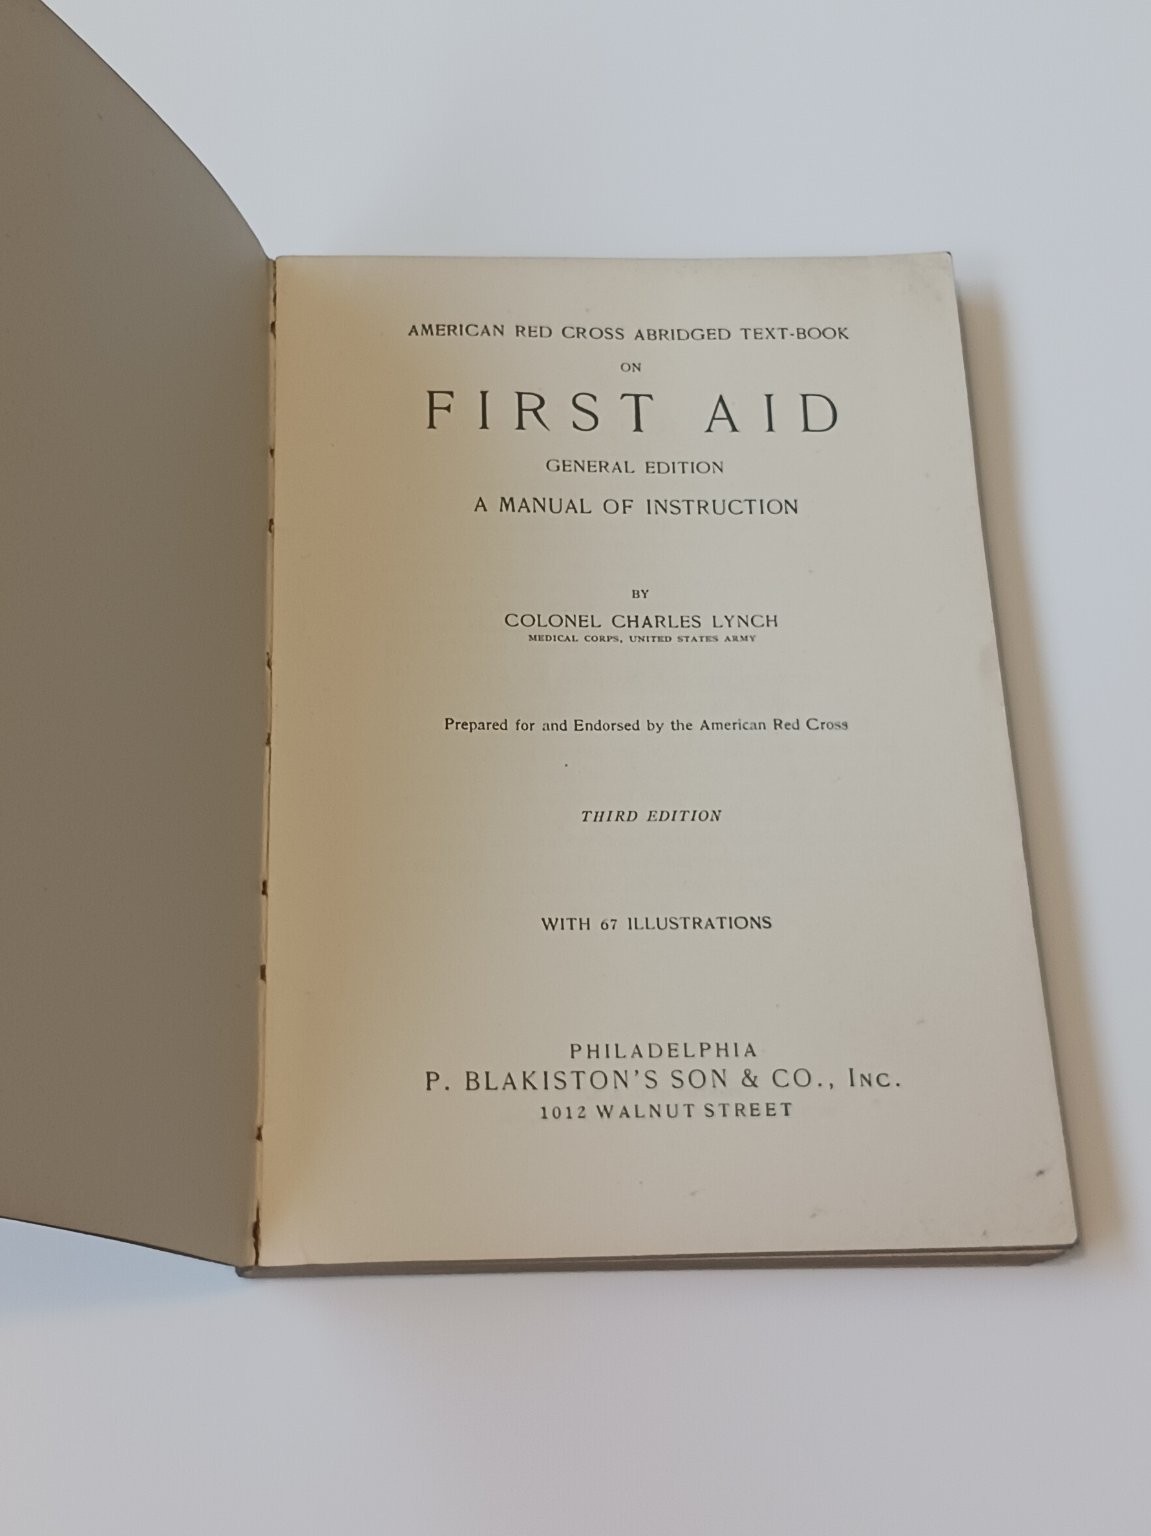 AMERICAN RED CROSS ABRIDGED TEXT-BOOK
ON
FIRST AID
GENERAL EDITION
A MANUAL OF INSTRUCTION
BY
COLONEL CHARLES LYNCH
MEDICAL CORPS, UNITED STATES ARMY
Prepared for and Endorsed by the American Red Cross
THIRD EDITION
WITH 67 ILLUSTRATIONS
PHILADELPHIA
P. BLAKISTON'S SON & CO., INC.
1012 WALNUT STREET